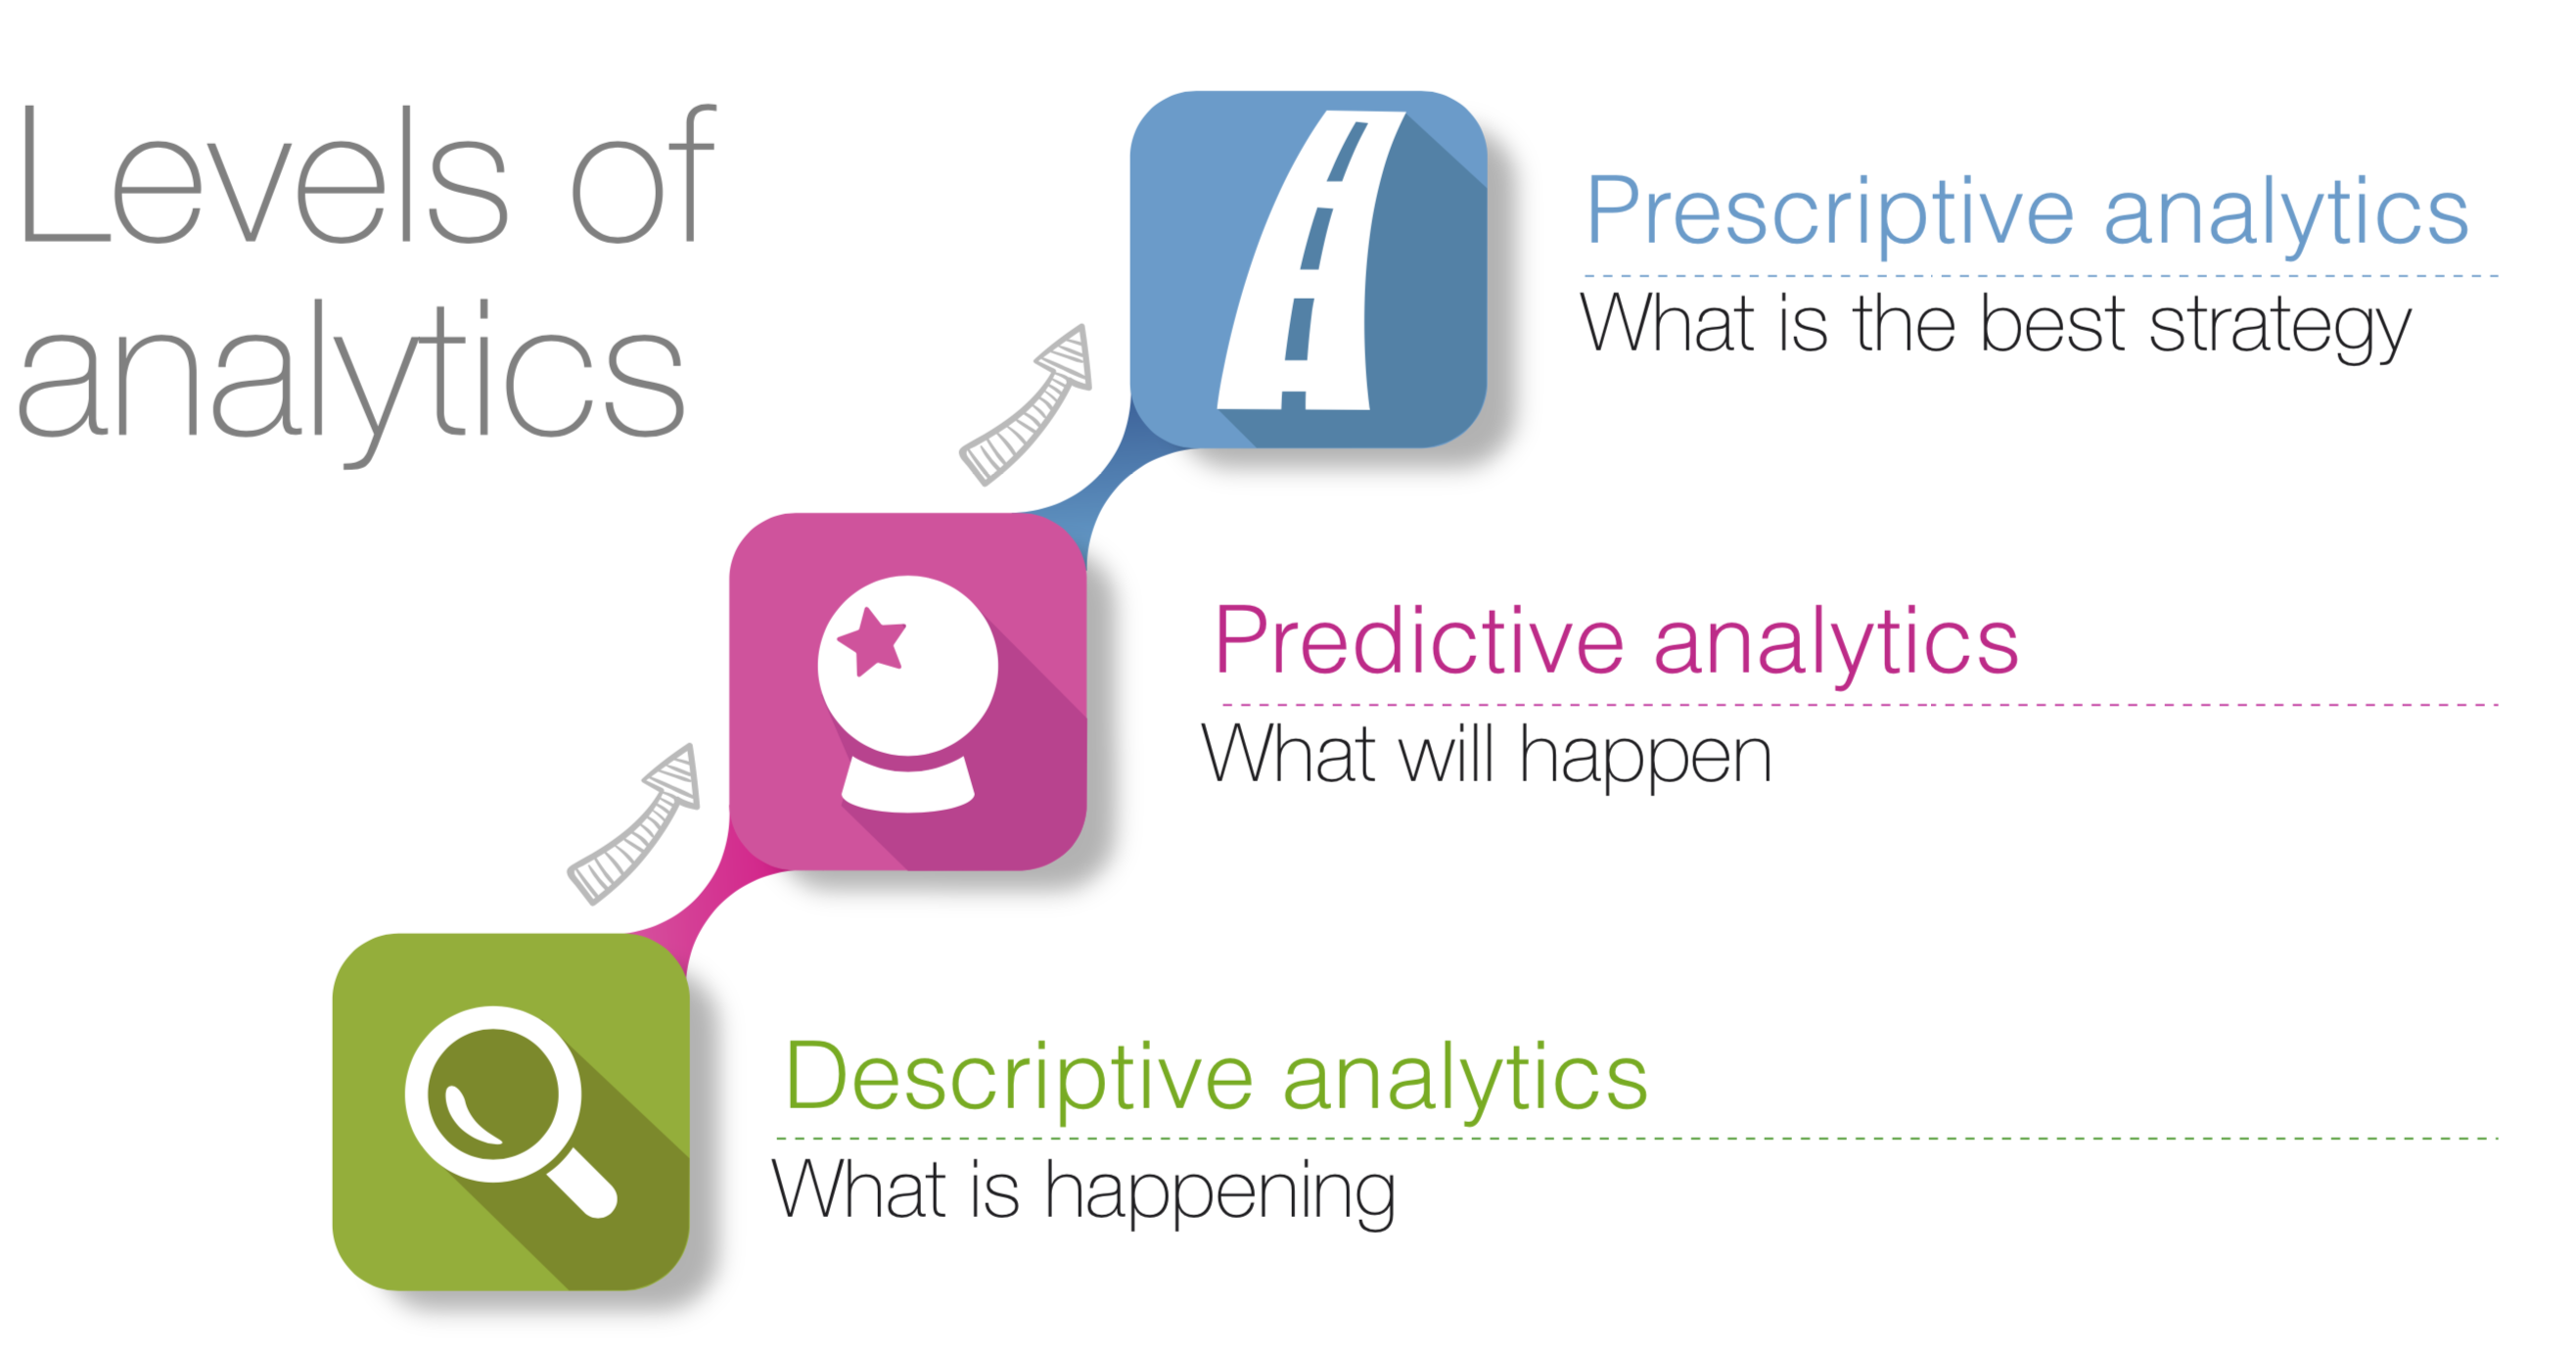 Levels of
analytics
Prescriptive analytics
What is the best strategy
Predictive analytics
What will happen
Descriptive analytics
What is happening